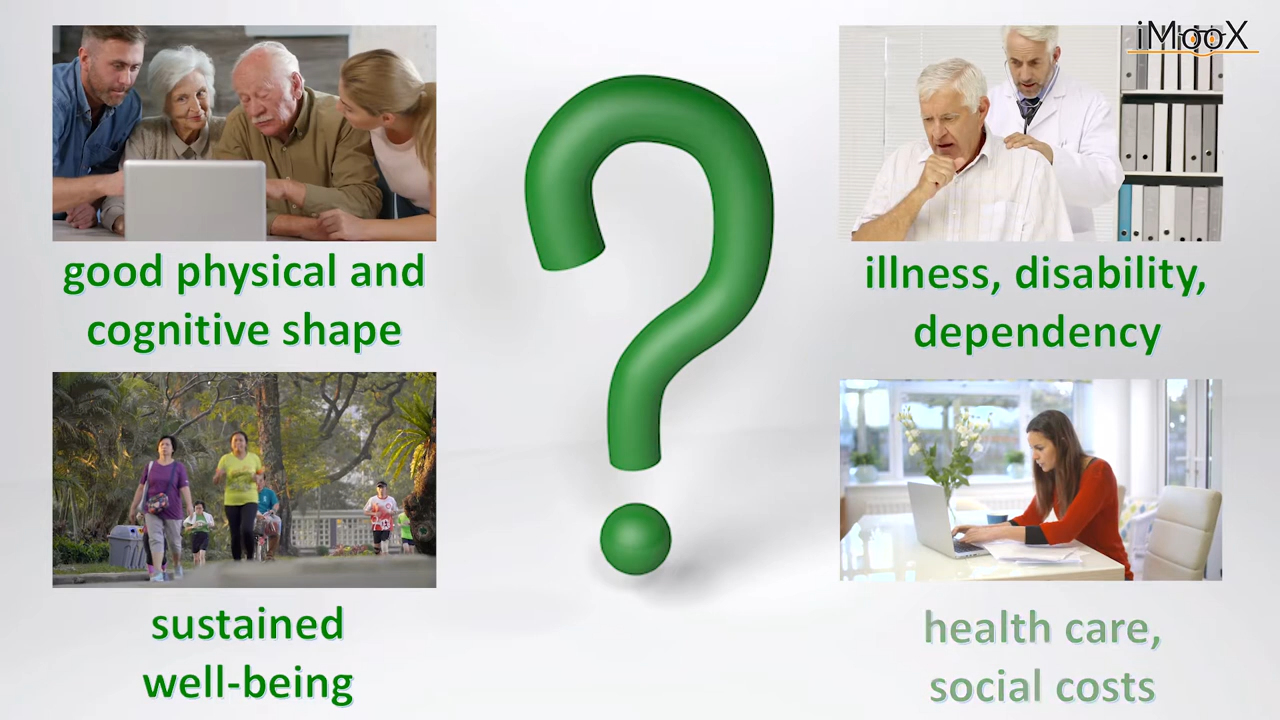 iMooX
good physical and
cognitive shape
illness, disability,
dependency
sustained
well-being
health care,
social costs